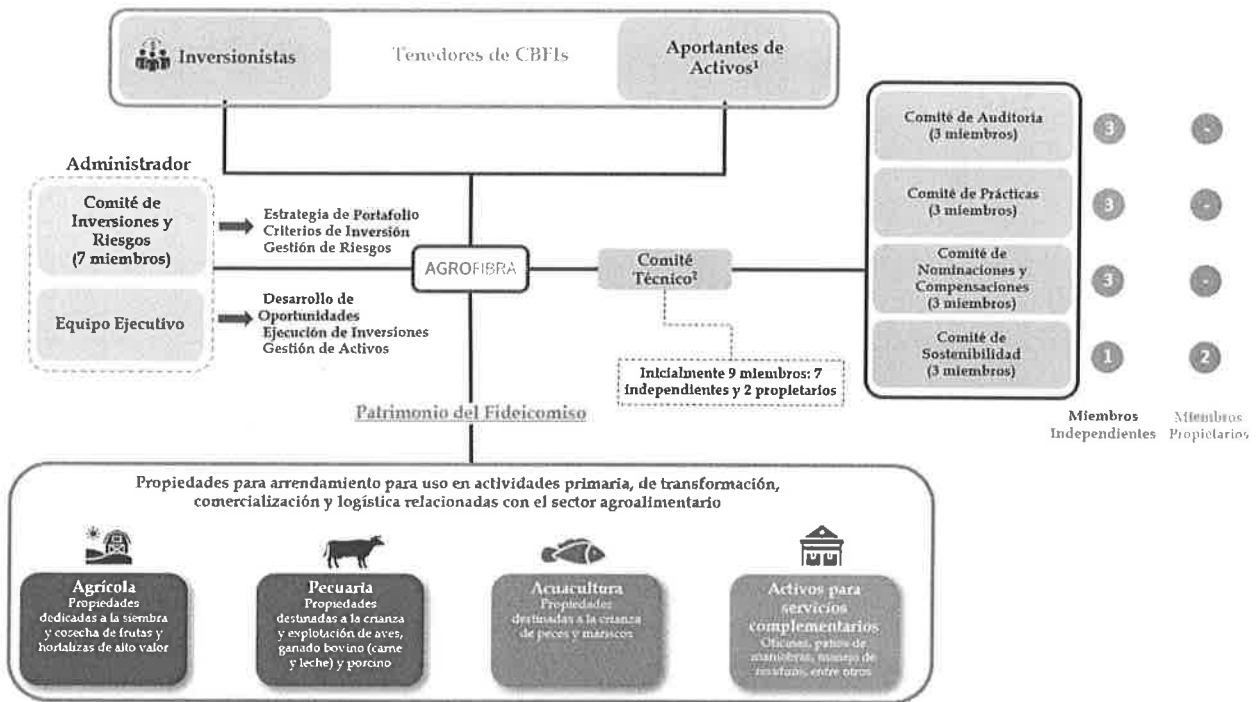 Inversionistas
Tenedores de CBFIs
Aportantes de
Activos¹
Administrador
Comité de
Inversiones y
Riesgos
(7 miembros)
Estrategia de Portafolio
Criterios de Inversión
Gestión de Riesgos
Equipo Ejecutivo
Desarrollo de
Oportunidades
Ejecución de Inversiones
Gestión de Activos
AGROFIBRA
Comité
Técnico²
Inicialmente 9 miembros: 7
independientes y 2 propietarios
Comité de Auditoria
(3 miembros)
3
-
Comité de Prácticas
(3 miembros)
3
-
Comité de
Nominaciones y
Compensaciones
(3 miembros)
3
-
Comité de
Sostenibilidad
(3 miembros)
1
2
Miembros
Independientes
Miembros
Propietarios
Patrimonio del Fideicomiso
Propiedades para arrendamiento para uso en actividades primaria, de transformación,
comercialización y logística relacionadas con el sector agroalimentario
Agrícola
Propiedades
dedicadas a la siembra
y cosecha de frutas y
hortalizas de alto valor
Pecuaria
Propiedades
destinadas a la crianza
y explotación de aves,
ganado bovino (carne
y leche) y porcino
Acuacultura
Propiedades
destinadas a la crianza
de peces y mariscos
Activos para
servicios
complementarios
Oficinas, patios de
maniobras, manejo de
residuos, entre otros